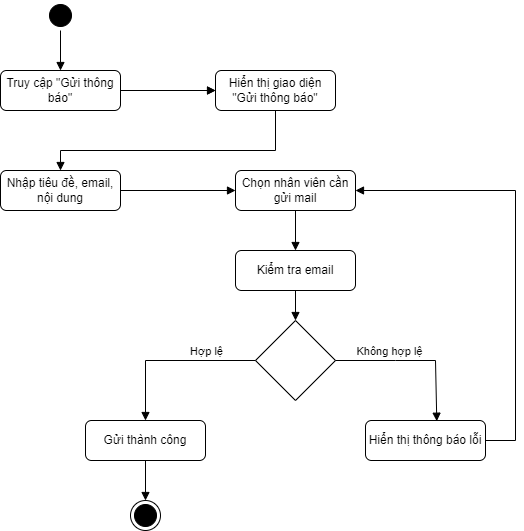 Truy cập "Gửi thông
báo"
Hiển thị giao diện
"Gửi thông báo"
Nhập tiêu đề, email,
nội dung
Chọn nhân viên cần
gửi mail
Kiểm tra email
Hợp lệ
Không hợp lệ
Gửi thành công
Hiển thị thông báo lỗi